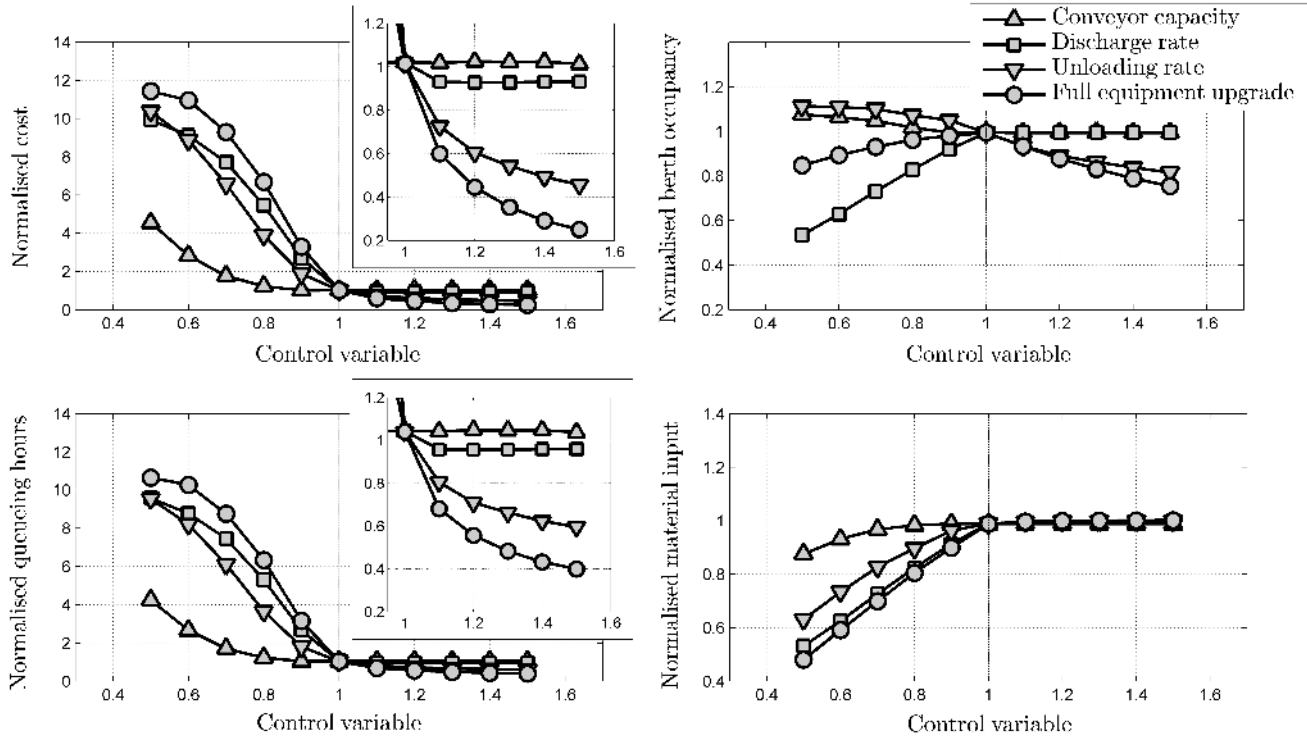 Conveyor capacity
Discharge rate
Unloading rate
Full equipment upgrade
Normalised cost
14
12
10
8
6
4
2
0
0.4 0.6 0.8 1 1.2 1.4 1.6
Control variable
1.2
1
0.8
0.6
0.4
0.2
1 1.2 1.4 1.6
Normalised berth occupancy
1.2
1
0.8
0.6
0.4
0.2
0.4 0.6 0.8 1 1.2 1.4 1.6
Control variable
Normalised queueing hours
14
12
10
8
6
4
2
0
0.4 0.6 0.8 1 1.2 1.4 1.6
Control variable
1.2
1
0.8
0.6
0.4
0.2
1 1.2 1.4 1.6
Normalised material input
1.4
1.2
1
0.8
0.6
0.4
0.4 0.6 0.8 1 1.2 1.4 1.6
Control variable